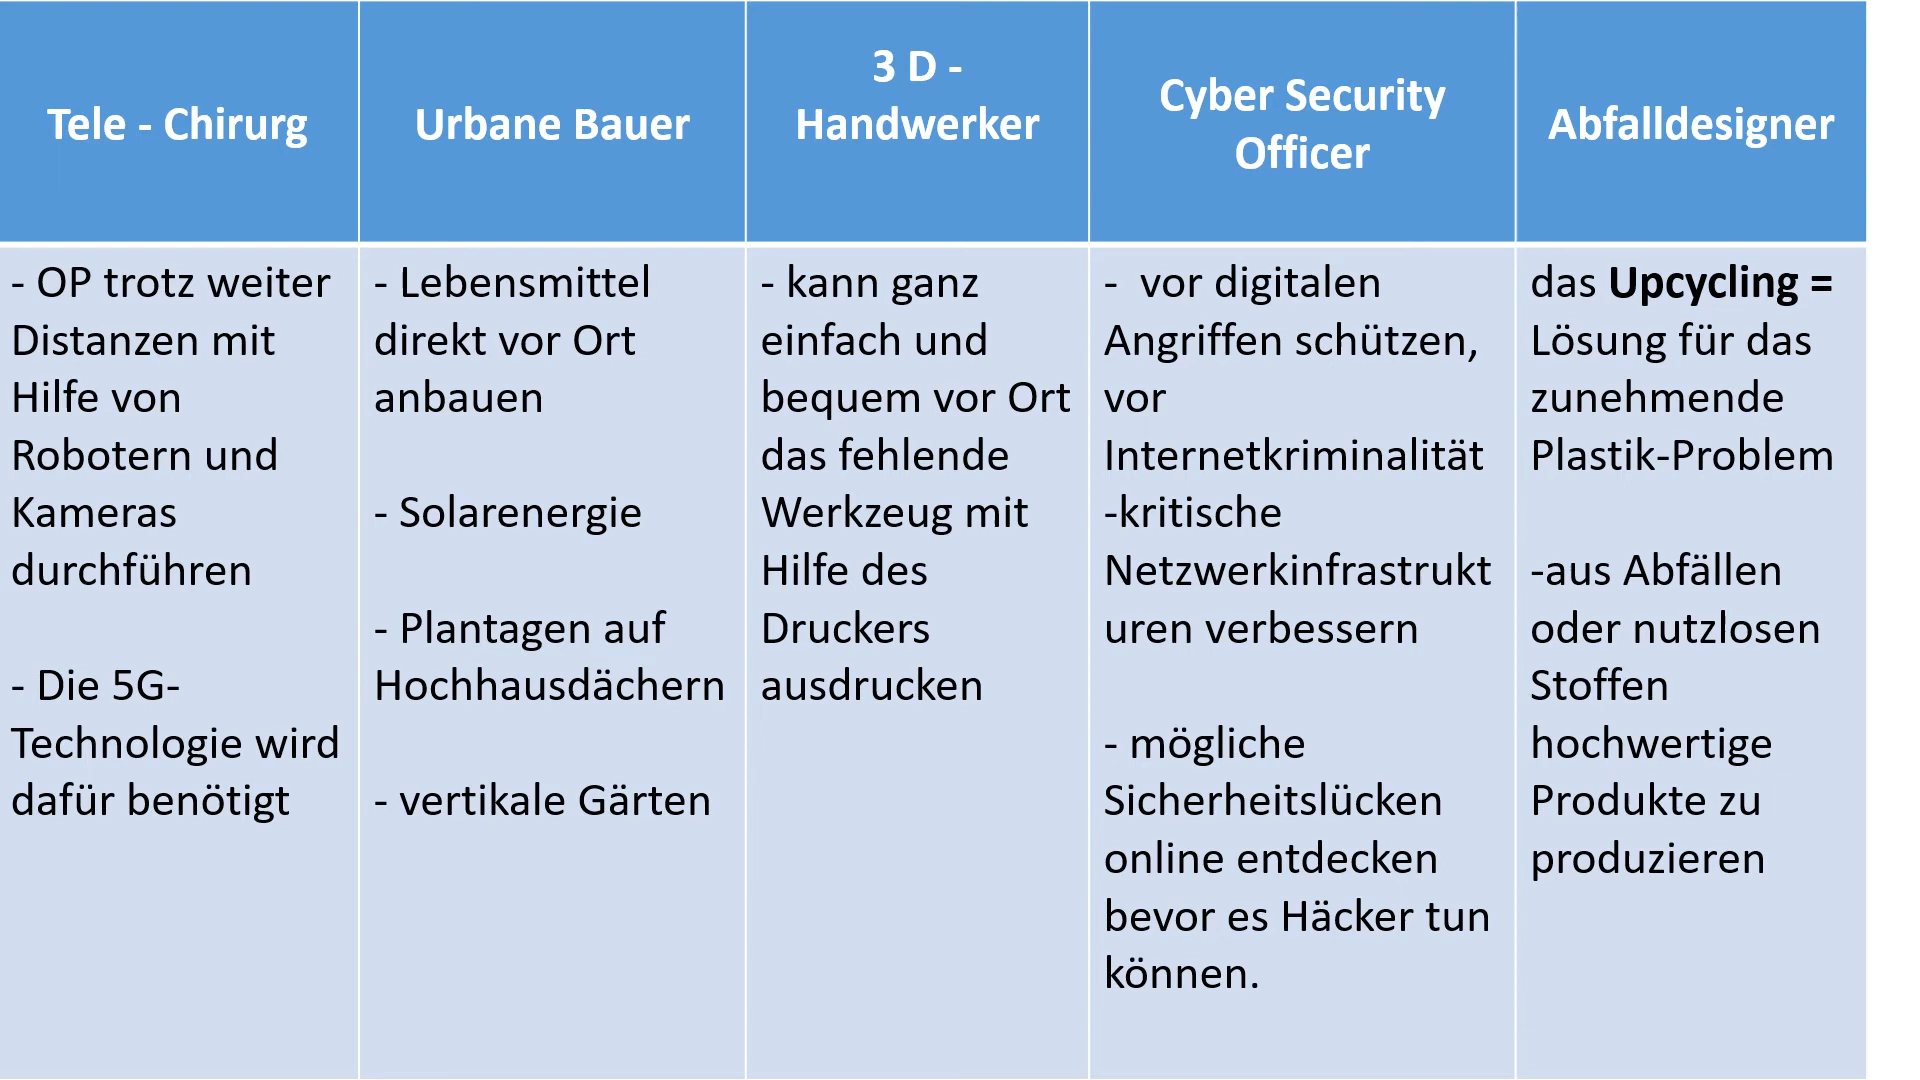 Tele - Chirurg
Urbane Bauer
3 D -
Handwerker
Cyber Security
Officer
Abfalldesigner
- OP trotz weiter
Distanzen mit
Hilfe von
Robotern und
Kameras
durchführen
- Die 5G-
Technologie wird
dafür benötigt
- Lebensmittel
direkt vor Ort
anbauen
- Solarenergie
- Plantagen auf
Hochhausdächern
- vertikale Gärten
- kann ganz
einfach und
bequem vor Ort
das fehlende
Werkzeug mit
Hilfe des
Druckers
ausdrucken
- vor digitalen
Angriffen schützen,
vor
Internetkriminalität
-kritische
Netzwerkinfrastrukt
uren verbessern
- mögliche
Sicherheitslücken
online entdecken
bevor es Häcker tun
können.
das Upcycling =
Lösung für das
zunehmende
Plastik-Problem
-aus Abfällen
oder nutzlosen
Stoffen
hochwertige
Produkte zu
produzieren